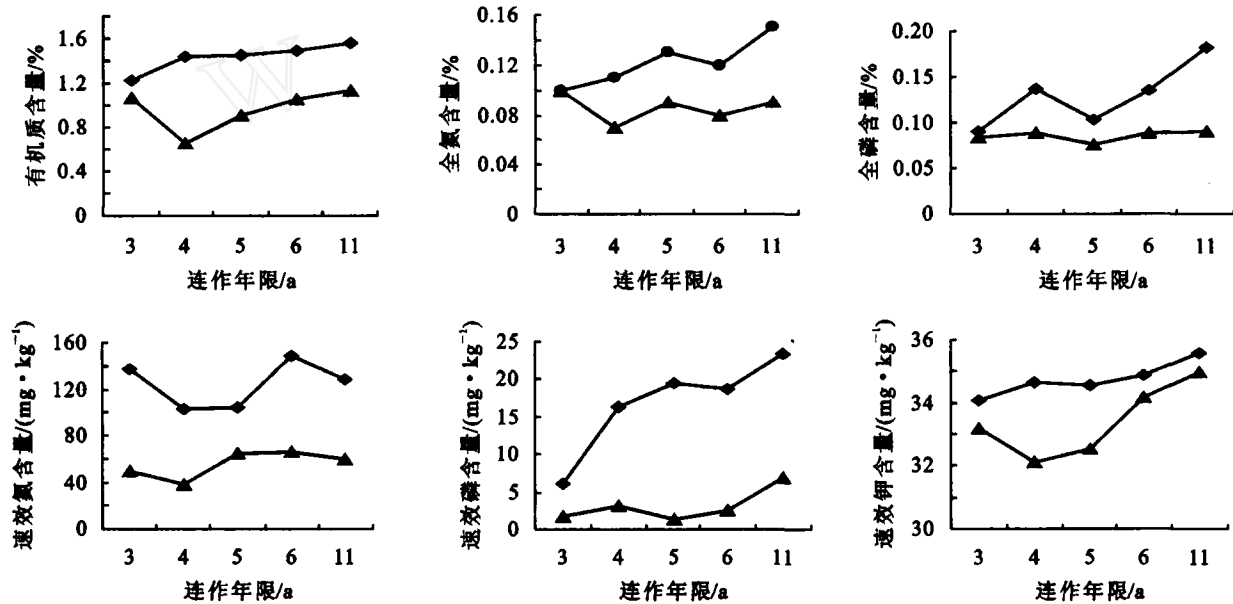 有机质含量/%
1.6
1.2
0.8
0.4
0
3 4 5 6 11
连作年限/a
全氮含量/%
0.16
0.12
0.08
0.04
0
3 4 5 6 11
连作年限/a
全磷含量/%
0.20
0.15
0.10
0.05
0
3 4 5 6 11
连作年限/a
速效氮含量/(mg·kg⁻¹)
160
120
80
40
0
3 4 5 6 11
连作年限/a
速效磷含量/(mg·kg⁻¹)
25
20
15
10
5
0
3 4 5 6 11
连作年限/a
速效钾含量/(mg·kg⁻¹)
36
34
32
30
3 4 5 6 11
连作年限/a
W